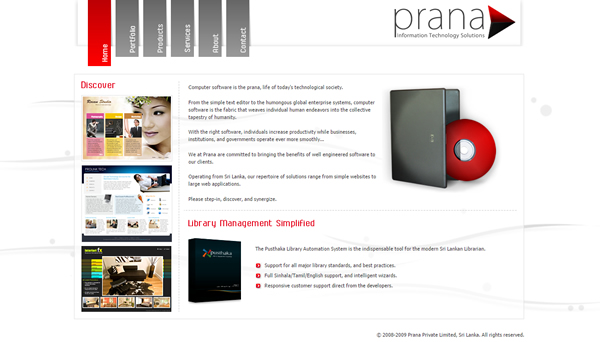 Home
Portfolio
Products
Services
About
Contact
prana
Information Technology Solutions
Discover
Computer software is the prana, life of today's technological society.
From the simple text editor to the humongous global enterprise systems, computer
software is the fabric that weaves individual human endeavors into the collective
tapestry of humanity.
With the right software, individuals increase productivity while businesses,
institutions, and governments operate ever more smoothly...
We at Prana are committed to bringing the benefits of well engineered software to
our clients.
Operating from Sri Lanka, our repertoire of solutions range from simple websites to
large web applications.
Please step-in, discover, and synergize.
Library Management Simplified
pusthaka
The Pusthaka Library Automation System is the indispensable tool for the modern Sri Lankan Librarian.
Support for all major library standards, and best practices.
Full Sinhala/Tamil/English support, and intelligent wizards.
Responsive customer support direct from the developers.
© 2008-2009 Prana Private Limited, Sri Lanka. All rights reserved.